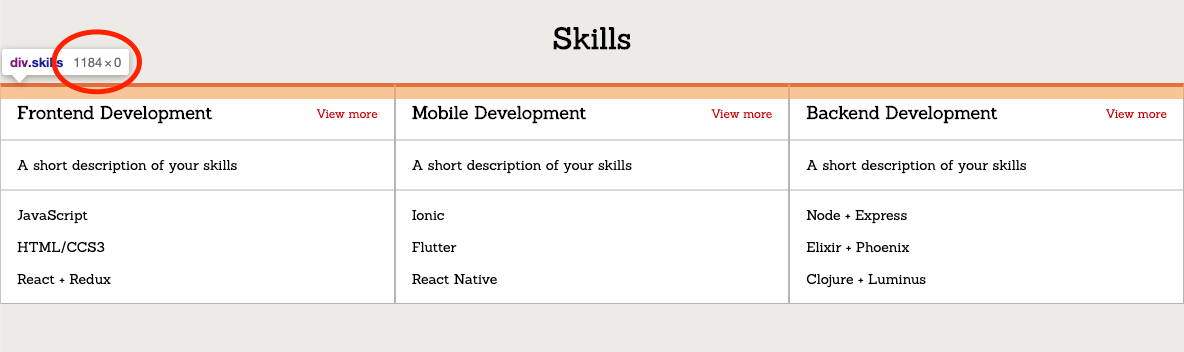 Skills
div.skills 1184 × 0
Frontend Development View more
Mobile Development View more
Backend Development View more
A short description of your skills
A short description of your skills
A short description of your skills
JavaScript
HTML/CCS3
React + Redux
Ionic
Flutter
React Native
Node + Express
Elixir + Phoenix
Clojure + Luminus